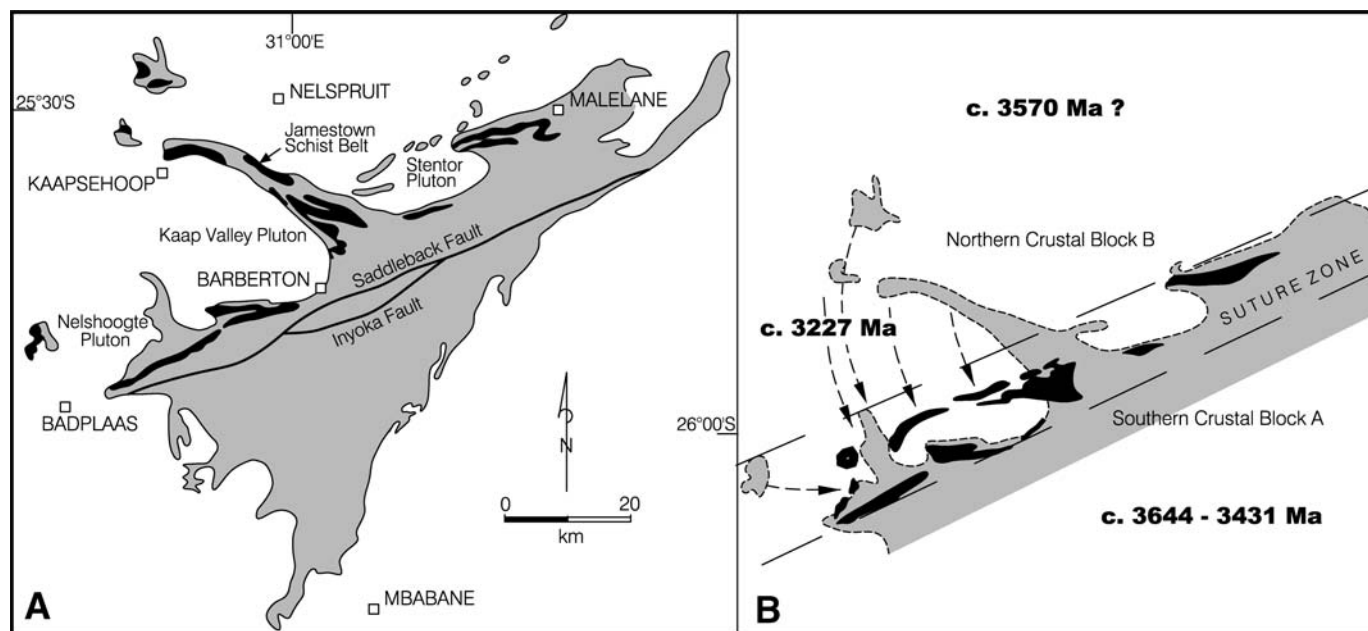 31°00'E
25°30'S
NELSPRUIT
MALELANE
Jamestown
Schist Belt
Stentor
Pluton
KAAPSEHOOP
Kaap Valley Pluton
BARBERTON
Saddleback Fault
Inyoka Fault
Nelshoogte
Pluton
BADPLAAS
26°00'S
N
0 20
km
MBABANE
A
c. 3570 Ma ?
Northern Crustal Block B
SUTURE ZONE
c. 3227 Ma
Southern Crustal Block A
c. 3644 - 3431 Ma
B